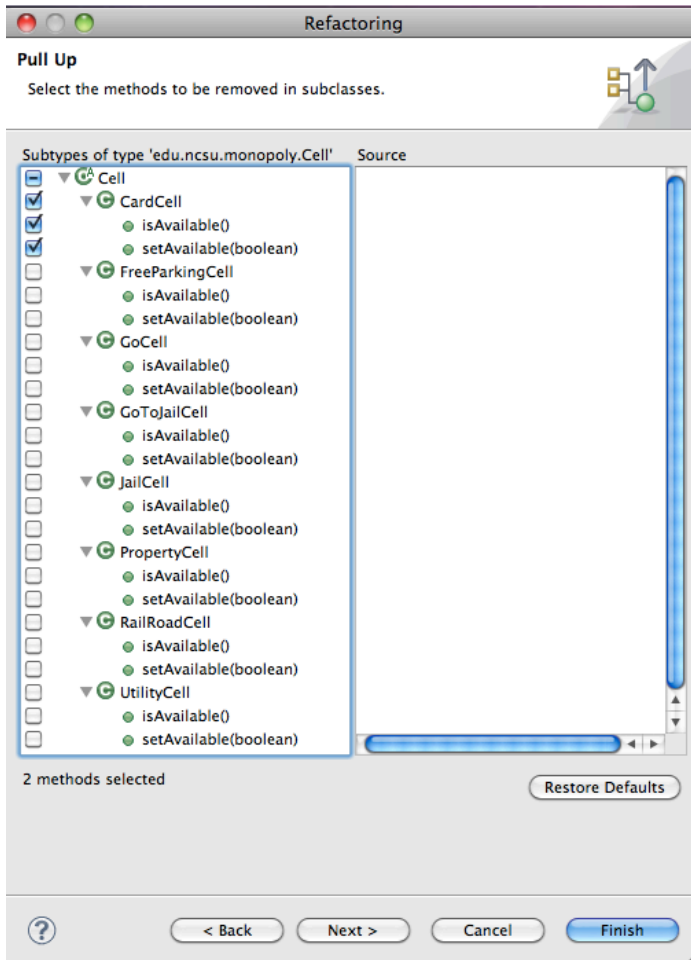 Refactoring
Pull Up
Select the methods to be removed in subclasses.
Subtypes of type 'edu.ncsu.monopoly.Cell' Source
Cell
CardCell
isAvailable()
setAvailable(boolean)
FreeParkingCell
isAvailable()
setAvailable(boolean)
GoCell
isAvailable()
setAvailable(boolean)
GoToJailCell
isAvailable()
setAvailable(boolean)
JailCell
isAvailable()
setAvailable(boolean)
PropertyCell
isAvailable()
setAvailable(boolean)
RailRoadCell
isAvailable()
setAvailable(boolean)
UtilityCell
isAvailable()
setAvailable(boolean)
2 methods selected
Restore Defaults
? < Back Next > Cancel Finish